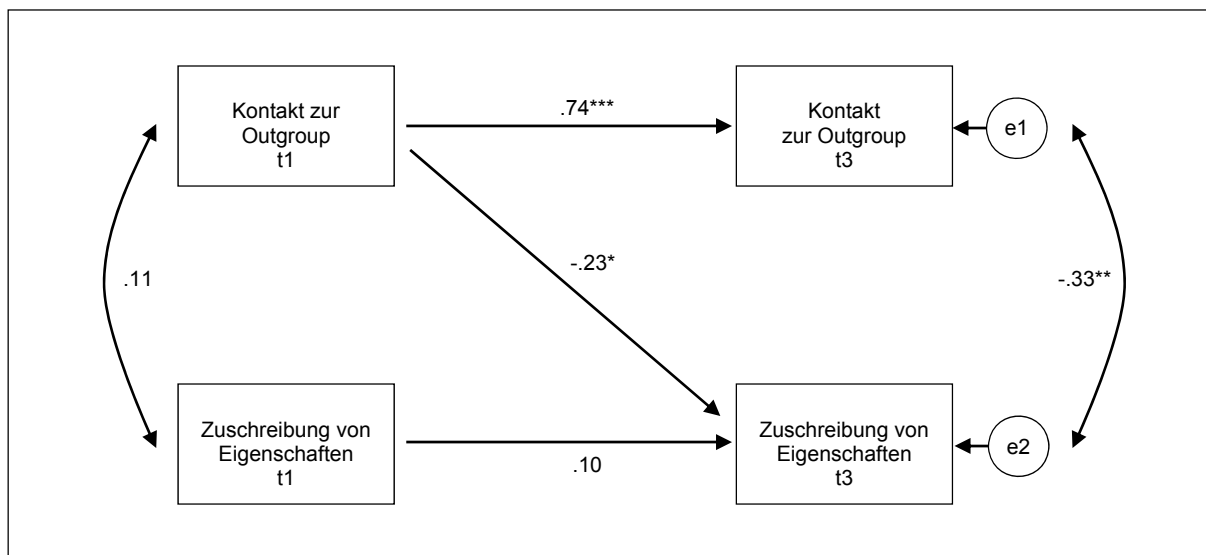 Kontakt zur
Outgroup
t1
.74***
Kontakt
zur Outgroup
t3
e1
.11
-.23*
-.33**
Zuschreibung von
Eigenschaften
t1
.10
Zuschreibung von
Eigenschaften
t3
e2